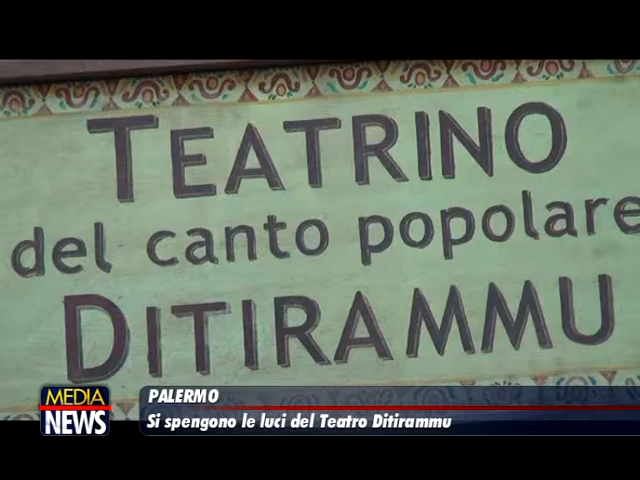 TEATRINO
del canto popolare
DITIRAMMU
MEDIA
NEWS
PALERMO
Si spengono le luci del Teatro Ditirammu